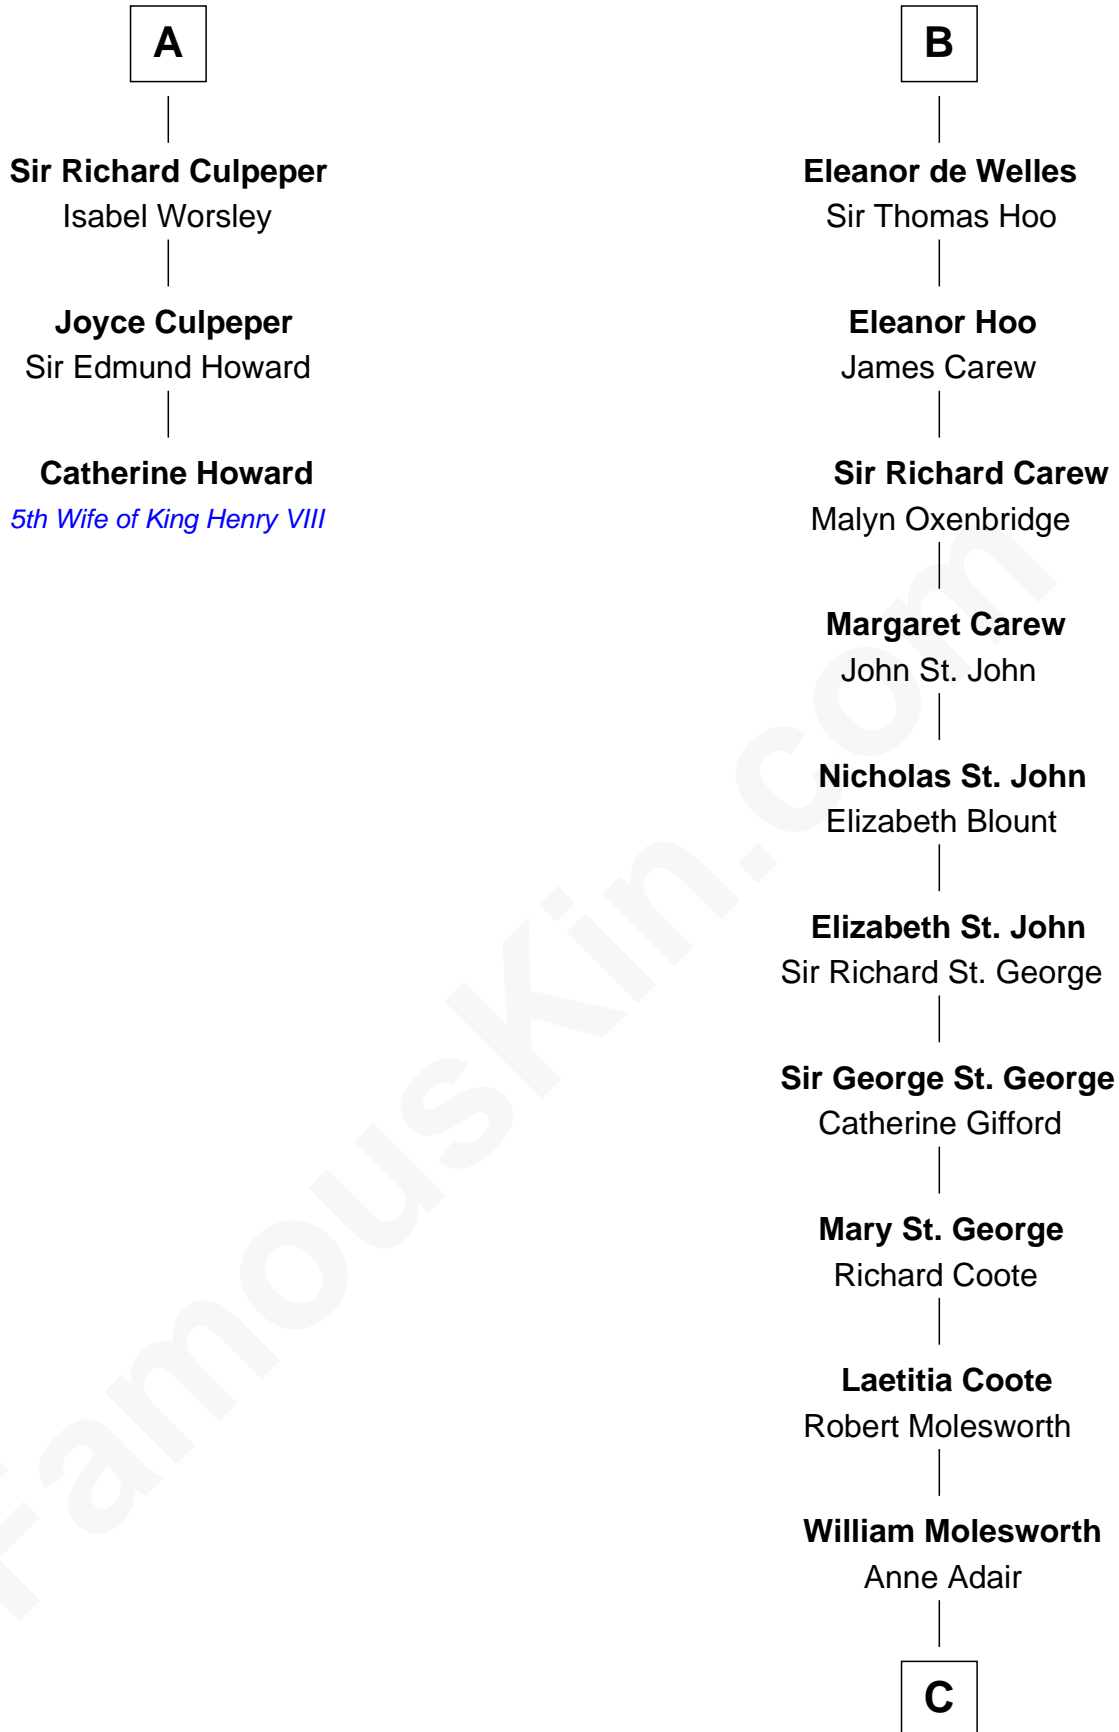 A
Sir Richard Culpeper
Isabel Worsley
Joyce Culpeper
Sir Edmund Howard
Catherine Howard
5th Wife of King Henry VIII
B
Eleanor de Welles
Sir Thomas Hoo
Eleanor Hoo
James Carew
Sir Richard Carew
Malyn Oxenbridge
Margaret Carew
John St. John
Nicholas St. John
Elizabeth Blount
Elizabeth St. John
Sir Richard St. George
Sir George St. George
Catherine Gifford
Mary St. George
Richard Coote
Laetitia Coote
Robert Molesworth
William Molesworth
Anne Adair
C
FamousKin.com